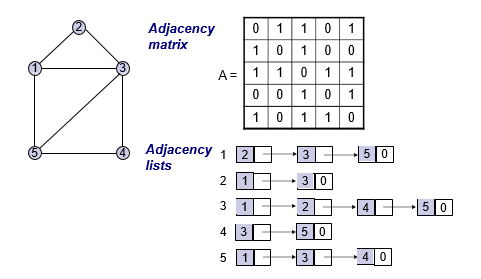 2
1
3
5
4
Adjacency
matrix
A =
0 1 1 0 1
1 0 1 0 0
1 1 0 1 1
0 0 1 0 1
1 0 1 1 0
Adjacency
lists
1 2 3 5 0
2 1 3 0
3 1 2 4 5 0
4 3 5 0
5 1 3 4 0